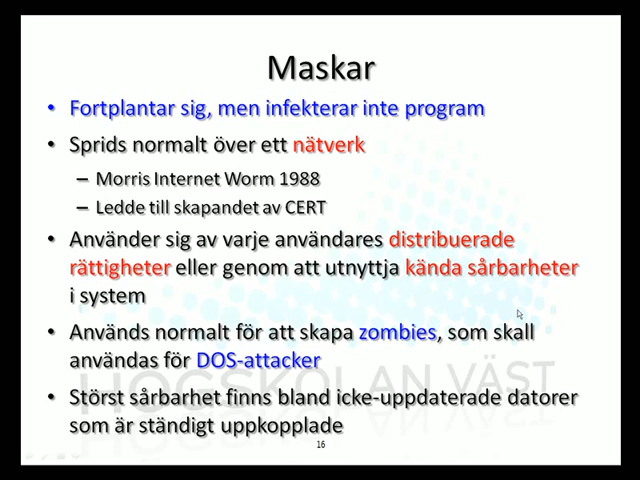 Maskar
• Fortplantar sig, men infekterar inte program
• Sprids normalt över ett nätverk
– Morris Internet Worm 1988
– Ledde till skapandet av CERT
• Använder sig av varje användares distribuerade
rättigheter eller genom att utnyttja kända sårbarheter
i system
• Används normalt för att skapa zombies, som skall
användas för DOS-attacker
HÖGSKOLAN VÄST
• Störst sårbarhet finns bland icke-uppdaterade datorer
som är ständigt uppkopplade
16